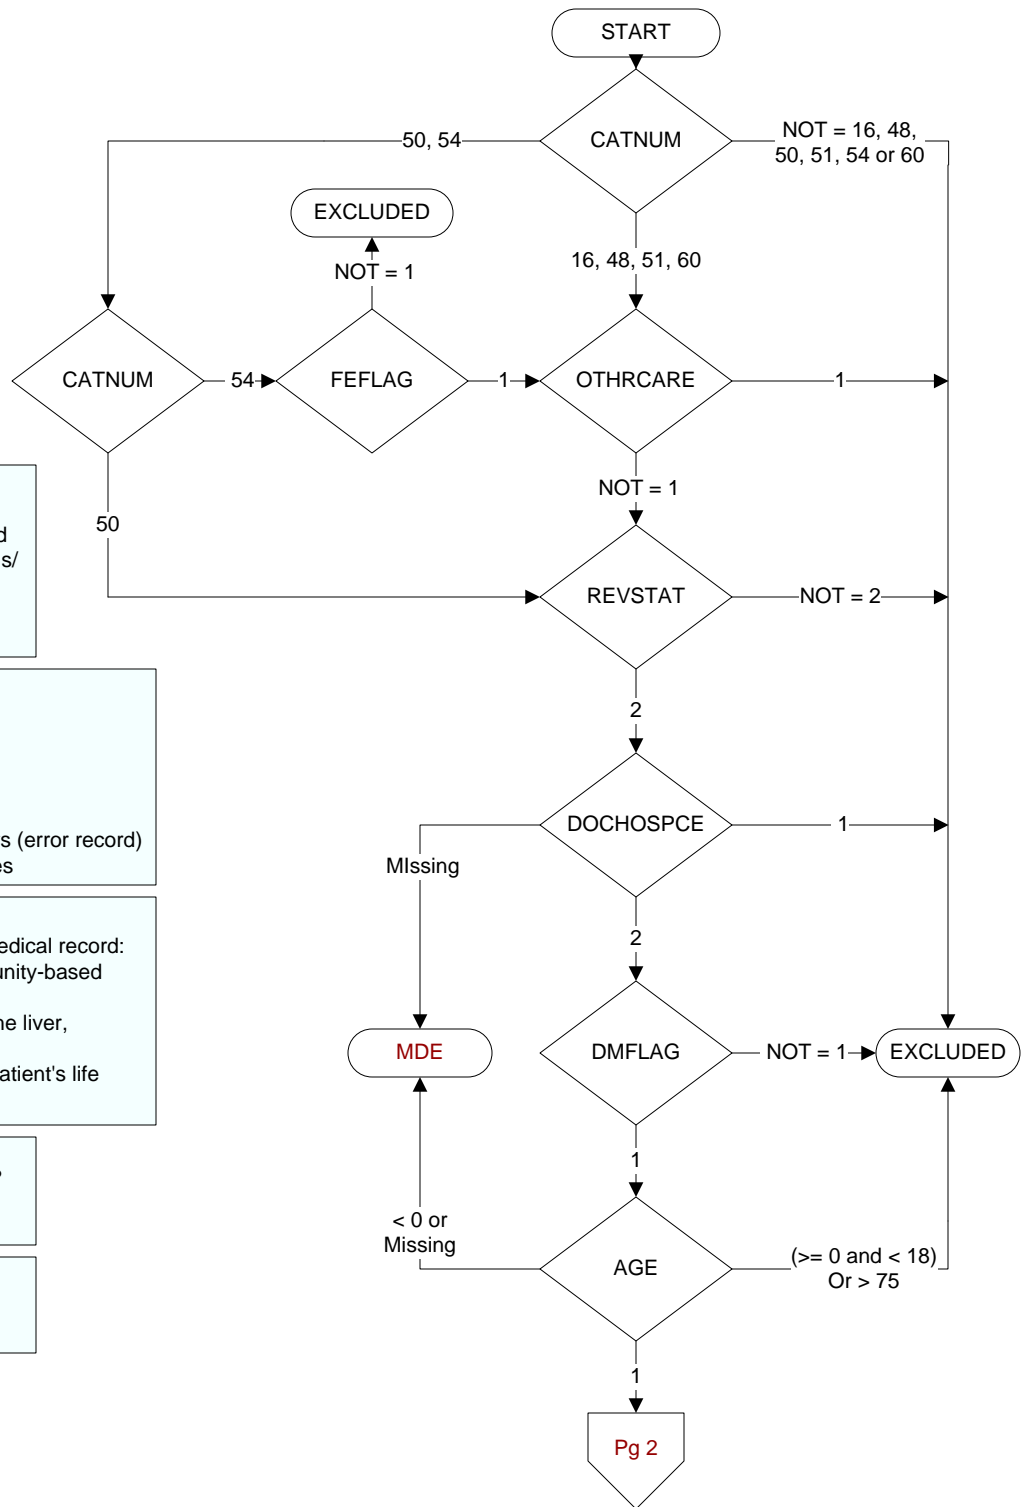 START
CATNUM
50, 54
NOT = 16, 48,
50, 51, 54 or 60
EXCLUDED
NOT = 1
16, 48, 51, 60
CATNUM
54
FEFLAG
1
OTHRCARE
1
NOT = 1
50
REVSTAT
NOT = 2
2
DOCHOSPCE
1
MIssing
2
MDE
DMFLAG
NOT = 1
EXCLUDED
1
< 0 or
Missing
AGE
(>= 0 and < 18)
Or > 75
1
Pg 2
d
s/
s (error record)
es
edical record:
unity-based
ne liver,
atient's life